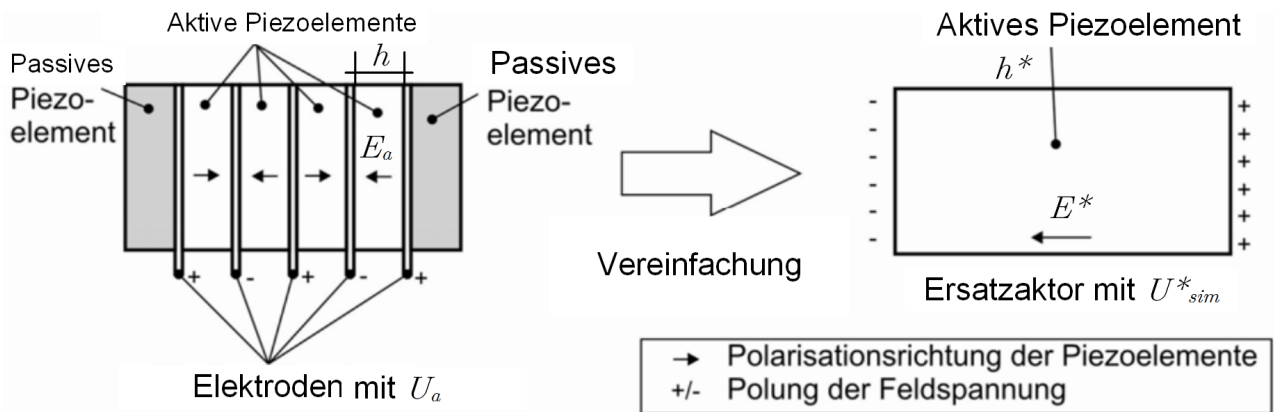 Aktive Piezoelemente
Passives
Piezo-
element
h
Passives
Piezo-
element
E_a
+ - + - +
Elektroden mit U_a
Vereinfachung
Aktives Piezoelement
h*
- +
- +
- +
- +
- +
- +
E*
Ersatzaktor mit U*_sim
→ Polarisationsrichtung der Piezoelemente
+/- Polung der Feldspannung